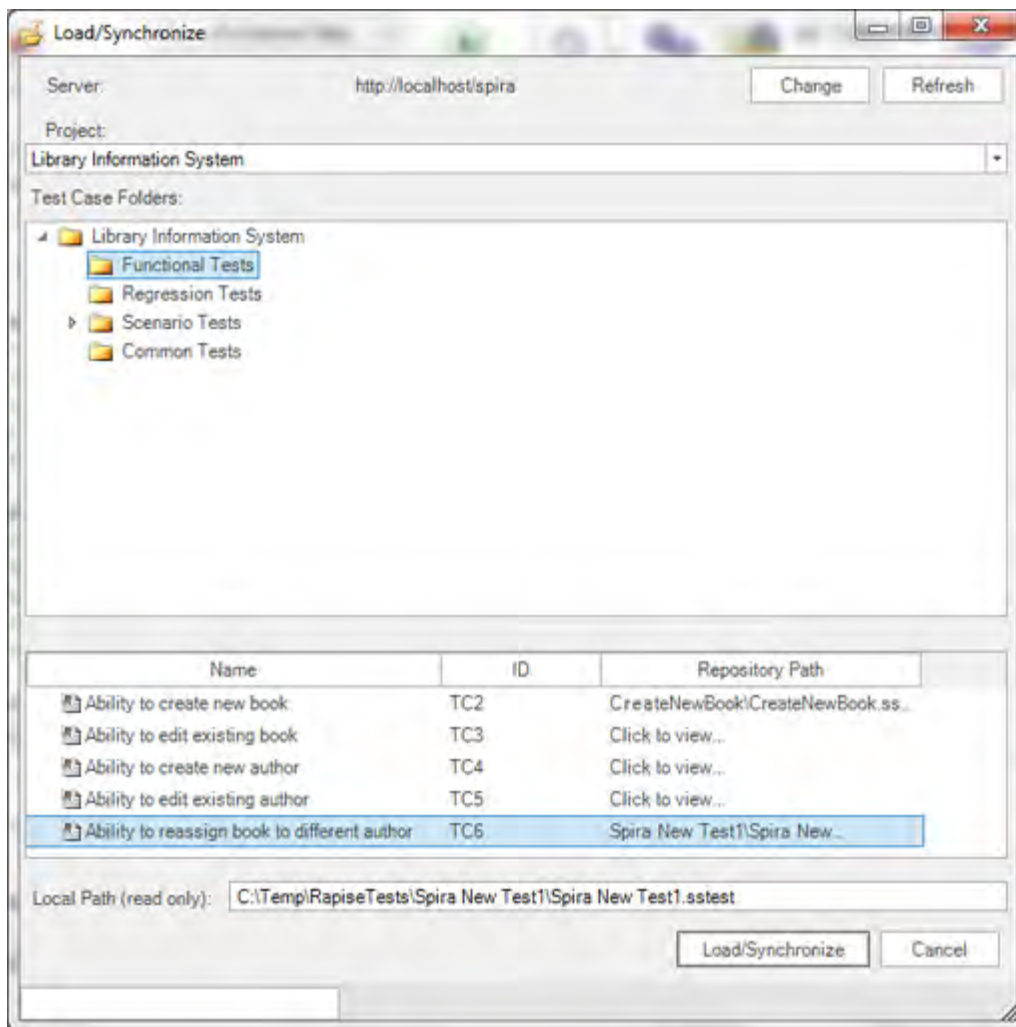 Load/Synchronize
Server: http://localhost/spira Change Refresh
Project:
Library Information System
Test Case Folders:
Library Information System
Functional Tests
Regression Tests
Scenario Tests
Common Tests
Name ID Repository Path
Ability to create new book TC2 CreateNewBook\CreateNewBook.ss...
Ability to edit existing book TC3 Click to view...
Ability to create new author TC4 Click to view...
Ability to edit existing author TC5 Click to view...
Ability to reassign book to different author TC6 Spira New Test1\Spira New...
Local Path (read only): C:\Temp\RapiseTests\Spira New Test1\Spira New Test1.sstest
Load/Synchronize Cancel